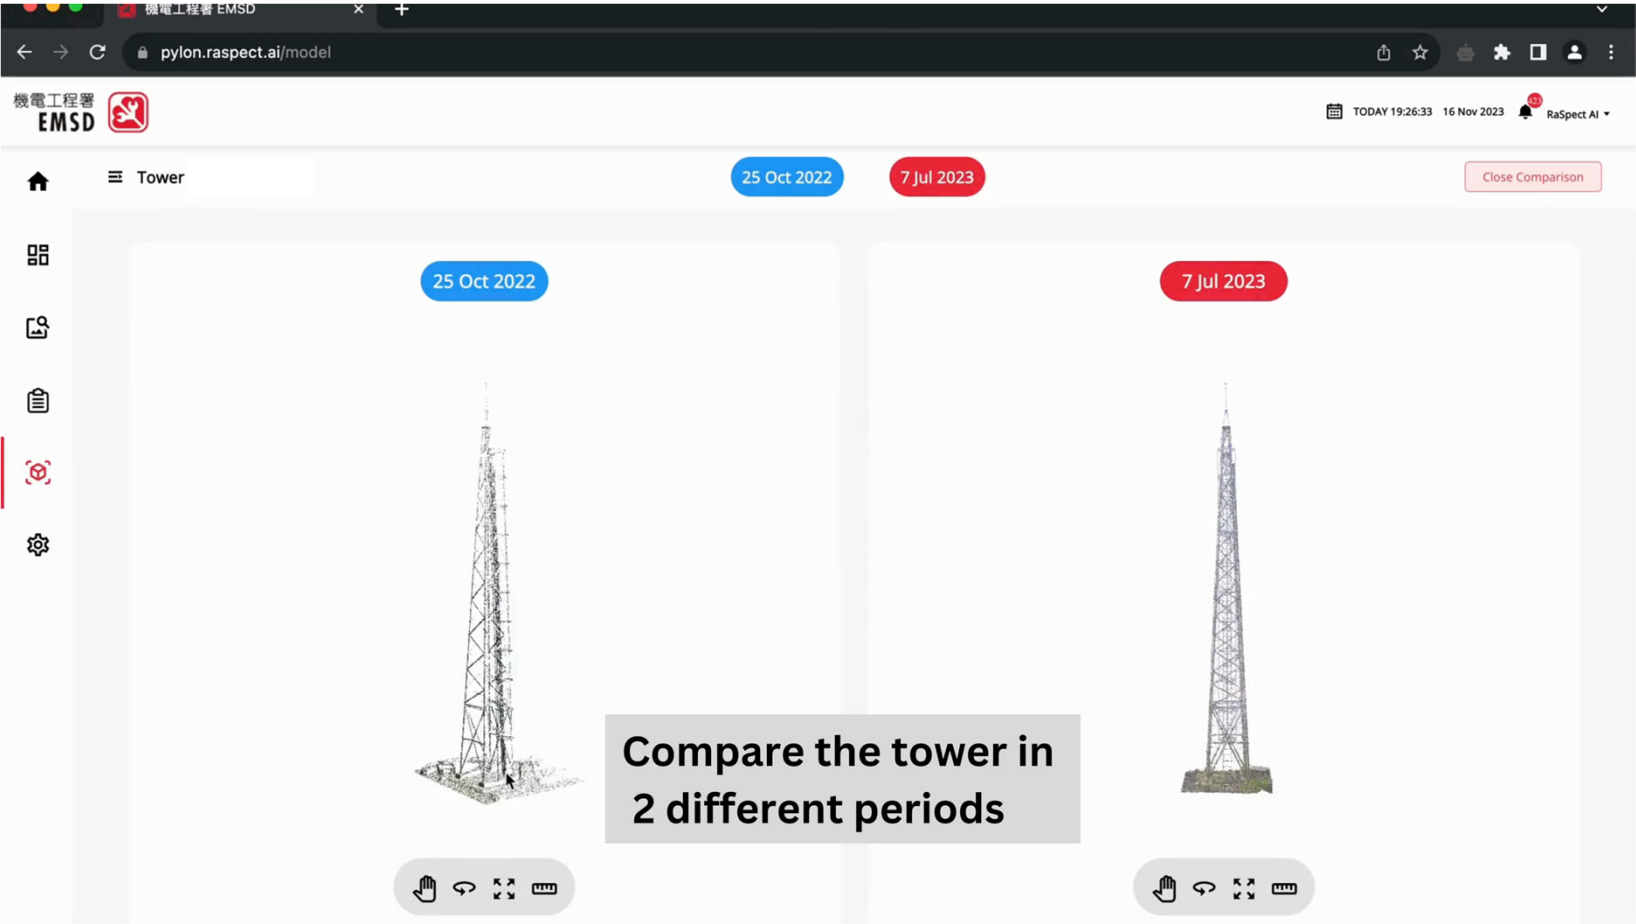 機電工程署 EMSD
pylon.raspect.ai/model
機電工程署
EMSD
TODAY 19:26:33 16 Nov 2023
423
RaSpect AI
Tower
25 Oct 2022
7 Jul 2023
Close Comparison
25 Oct 2022
7 Jul 2023
Compare the tower in
2 different periods